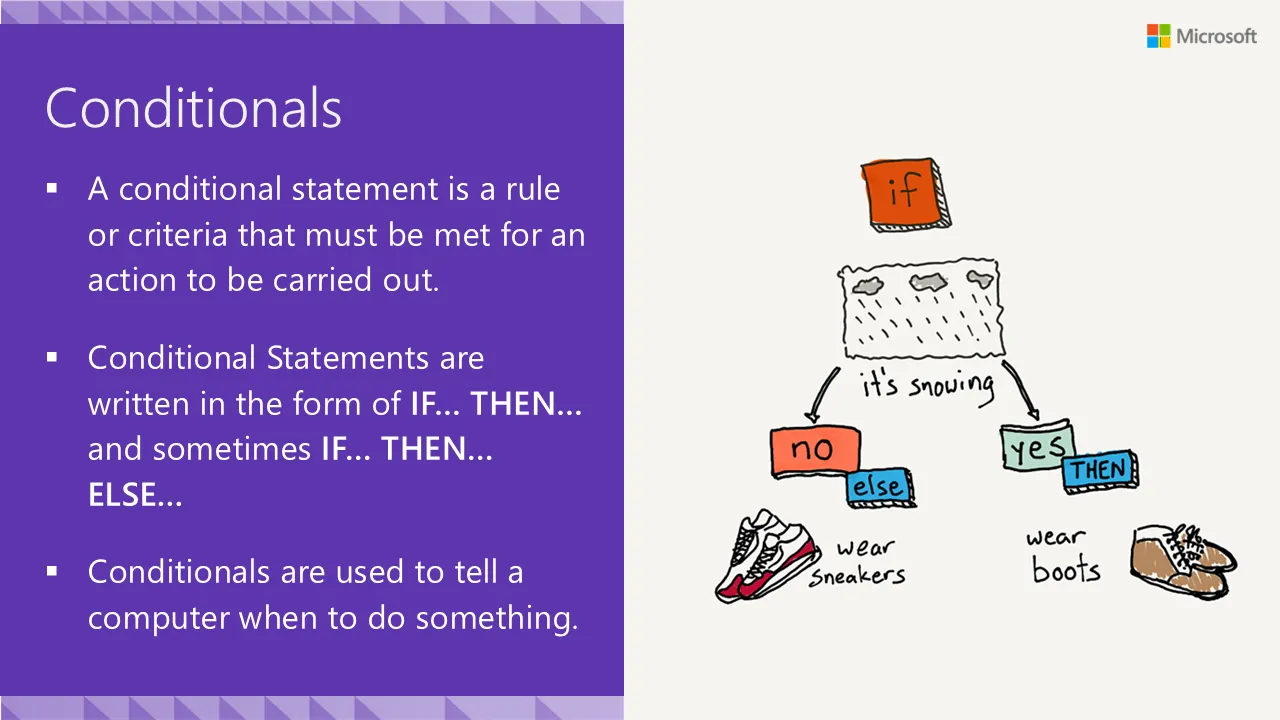 Microsoft
Conditionals
▪ A conditional statement is a rule
or criteria that must be met for an
action to be carried out.
▪ Conditional Statements are
written in the form of IF... THEN...
and sometimes IF... THEN...
ELSE...
▪ Conditionals are used to tell a
computer when to do something.
if
it's snowing
no
else
wear
sneakers
yes
THEN
wear
boots